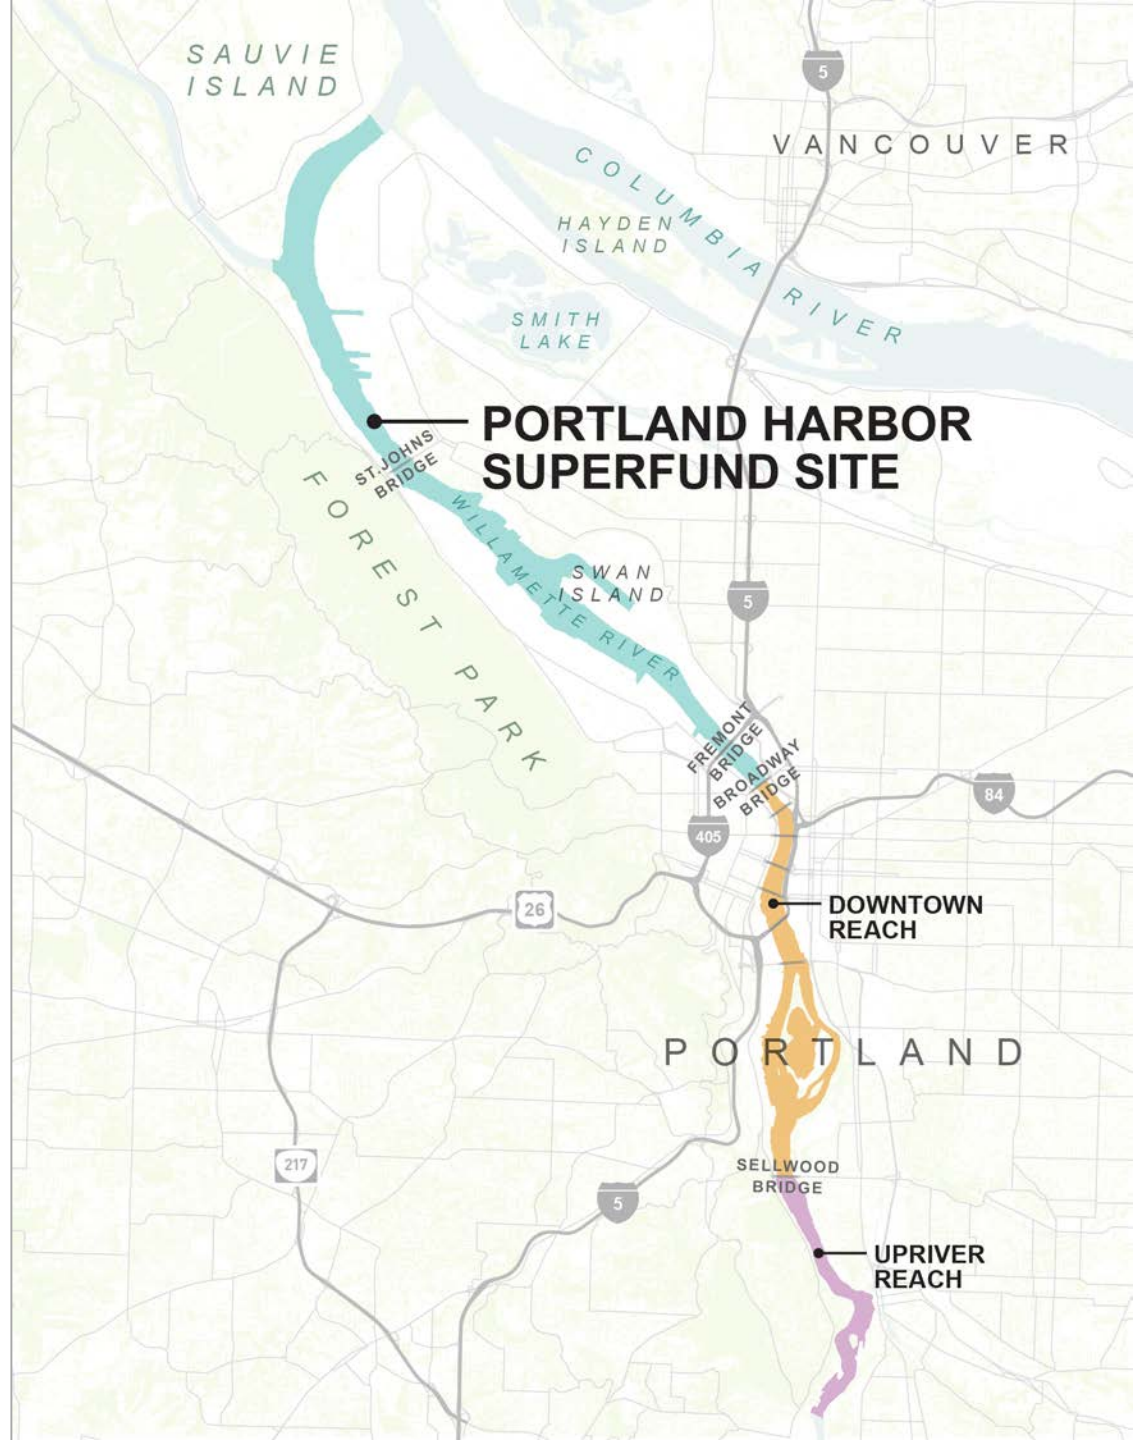 SAUVIE
ISLAND
5
VANCOUVER
COLUMBIA RIVER
HAYDEN
ISLAND
SMITH
LAKE
PORTLAND HARBOR
SUPERFUND SITE
ST.JOHNS
BRIDGE
FOREST PARK
WILLAMETTE RIVER
SWAN
ISLAND
5
FREMONT
BRIDGE
BROADWAY
BRIDGE
84
405
26
DOWNTOWN
REACH
PORTLAND
217
SELLWOOD
BRIDGE
5
UPRIVER
REACH